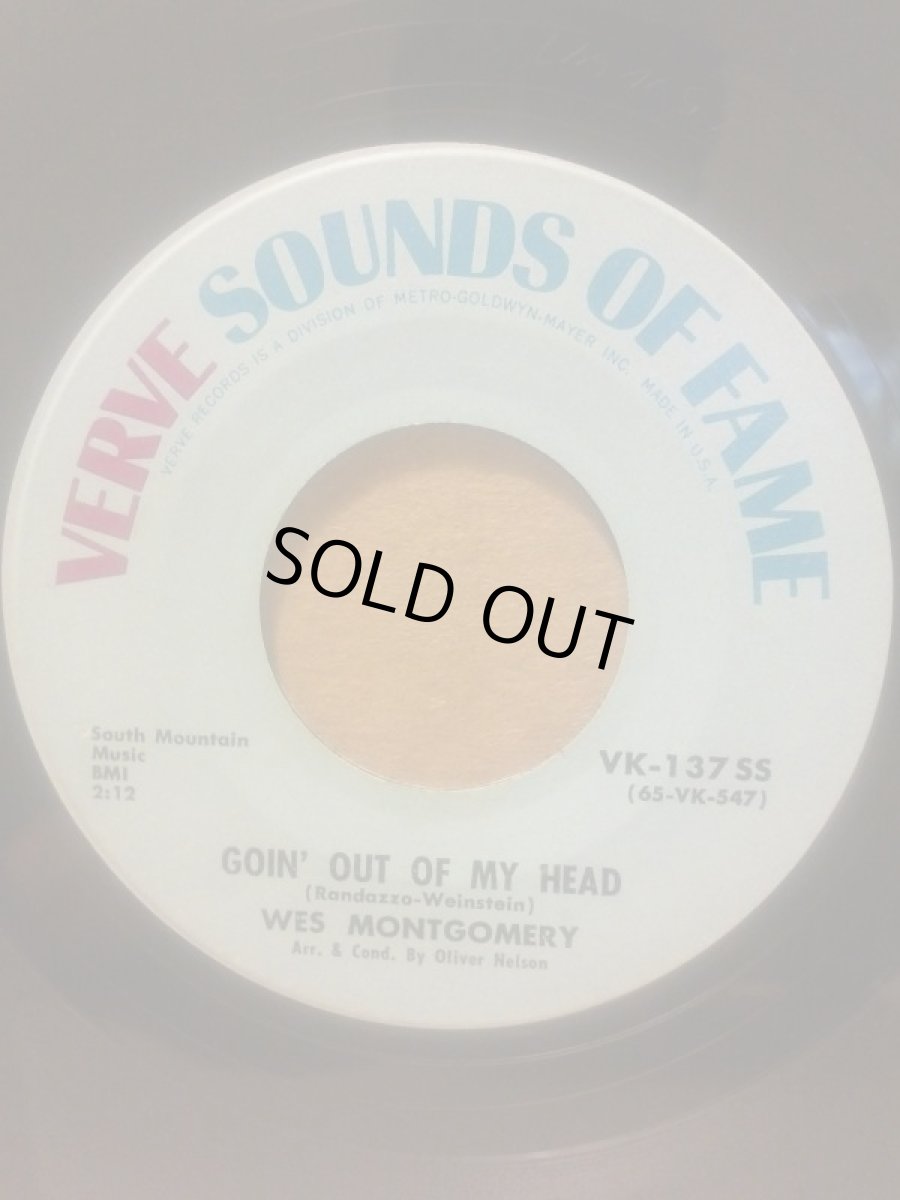 VERVE SOUNDS OF FAME
VERVE RECORDS IS A DIVISION OF METRO-GOLDWYN-MAYER INC. MADE IN U.S.A.
SOLD OUT
South Mountain
Music
BMI
2:12
VK-137 SS
(65-VK-547)
GOIN' OUT OF MY HEAD
(Randazzo-Weinstein)
WES MONTGOMERY
Arr. & Cond. By Oliver Nelson